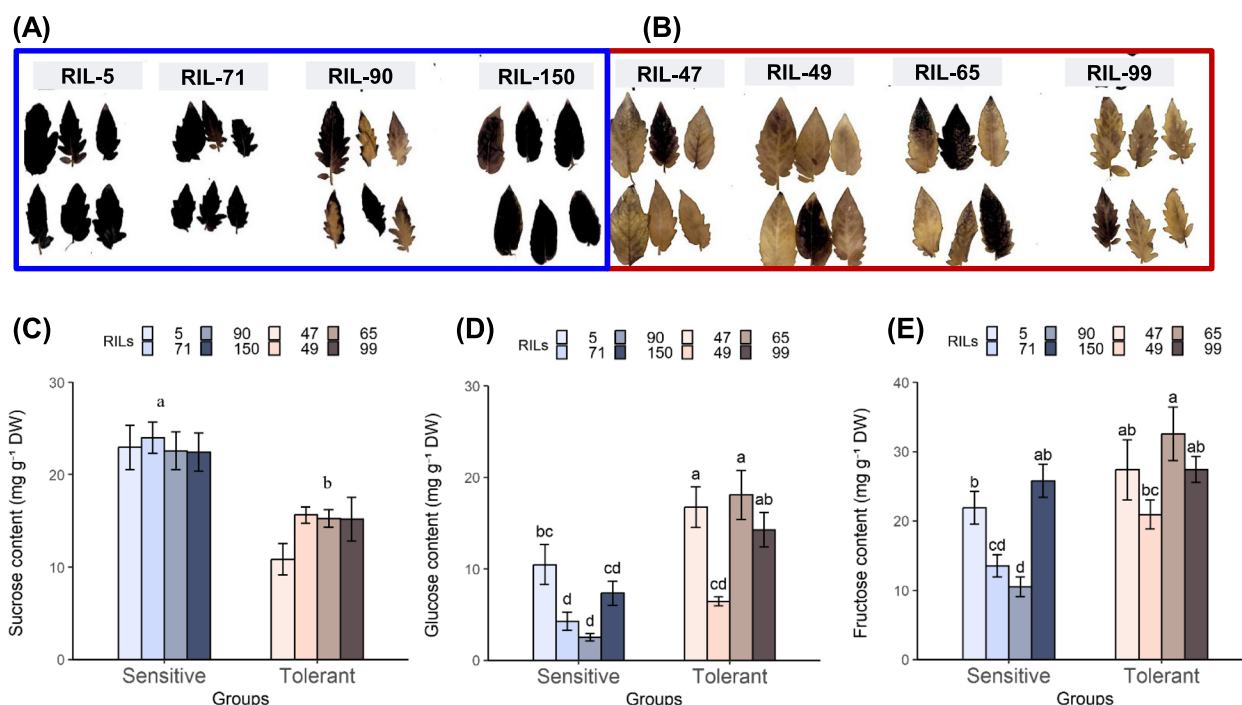 (A)
(B)
RIL-5 RIL-71 RIL-90 RIL-150 RIL-47 RIL-49 RIL-65 RIL-99
(C)
RILs 5 90 47 65
71 150 49 99
Sucrose content (mg g⁻¹ DW)
30
20
10
0
a
b
Sensitive Tolerant
Groups
(D)
RILs 5 90 47 65
71 150 49 99
Glucose content (mg g⁻¹ DW)
30
20
10
0
bc d d cd a cd a ab
Sensitive Tolerant
Groups
(E)
RILs 5 90 47 65
71 150 49 99
Fructose content (mg g⁻¹ DW)
40
30
20
10
0
b cd d ab ab bc a ab
Sensitive Tolerant
Groups